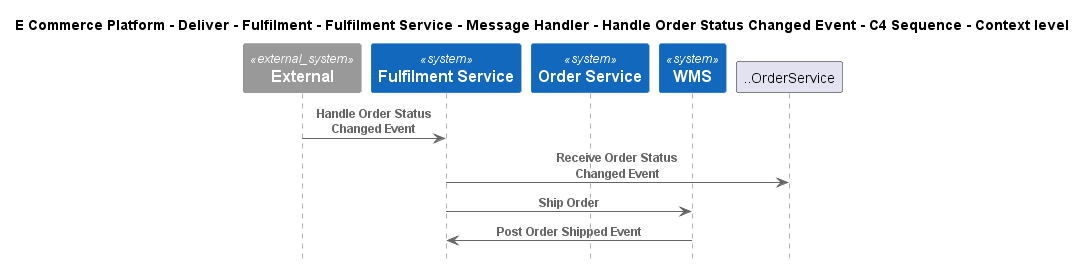 E Commerce Platform - Deliver - Fulfilment - Fulfilment Service - Message Handler - Handle Order Status Changed Event - C4 Sequence - Context level
«external_system»
External
«system»
Fulfilment Service
«system»
Order Service
«system»
WMS
..OrderService
Handle Order Status
Changed Event
Receive Order Status
Changed Event
Ship Order
Post Order Shipped Event